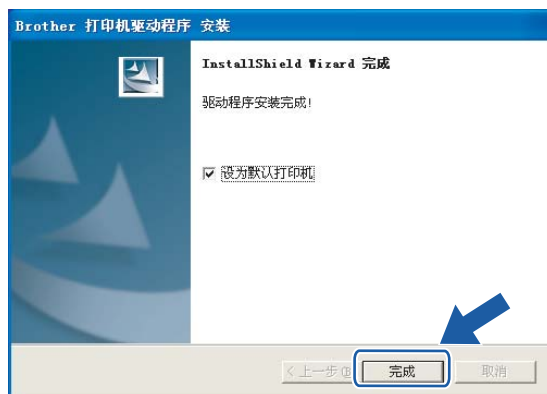 Brother 打印机驱动程序 安装
InstallShield Wizard 完成
驱动程序安装完成!
设为默认打印机
< 上一步(B) 完成 取消